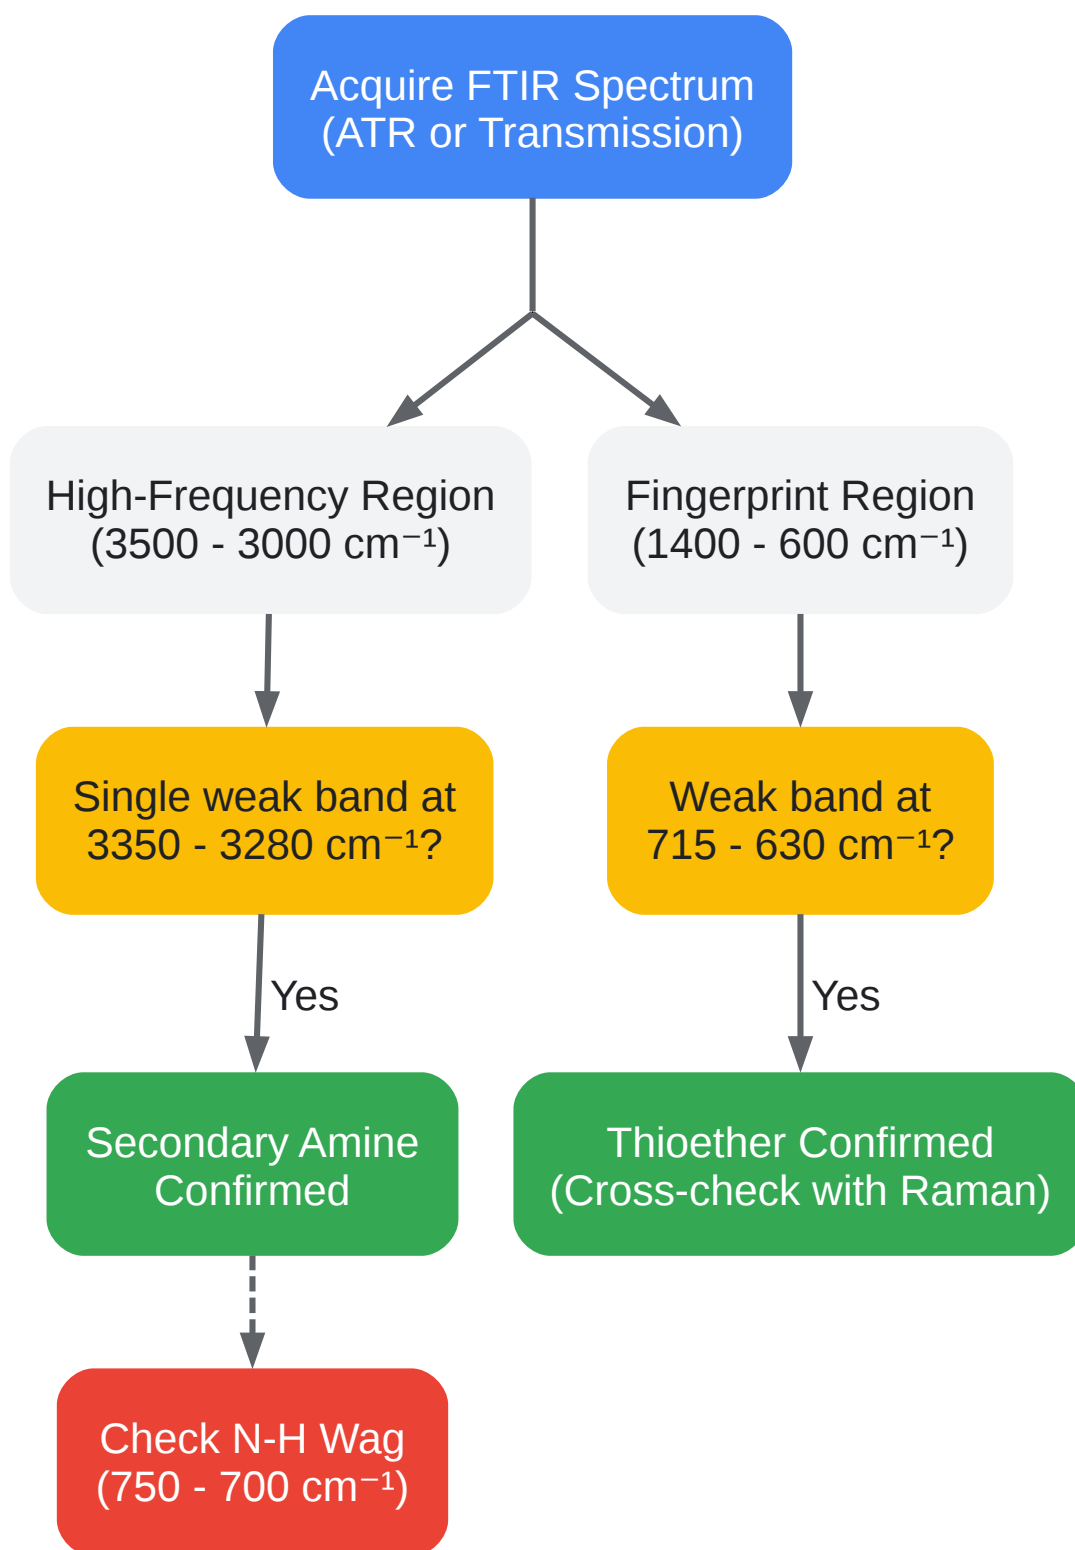 Acquire FTIR Spectrum
(ATR or Transmission)
High-Frequency Region
(3500 - 3000 cm⁻¹)
Fingerprint Region
(1400 - 600 cm⁻¹)
Single weak band at
3350 - 3280 cm⁻¹?
Weak band at
715 - 630 cm⁻¹?
Yes
Yes
Secondary Amine
Confirmed
Thioether Confirmed
(Cross-check with Raman)
Check N-H Wag
(750 - 700 cm⁻¹)